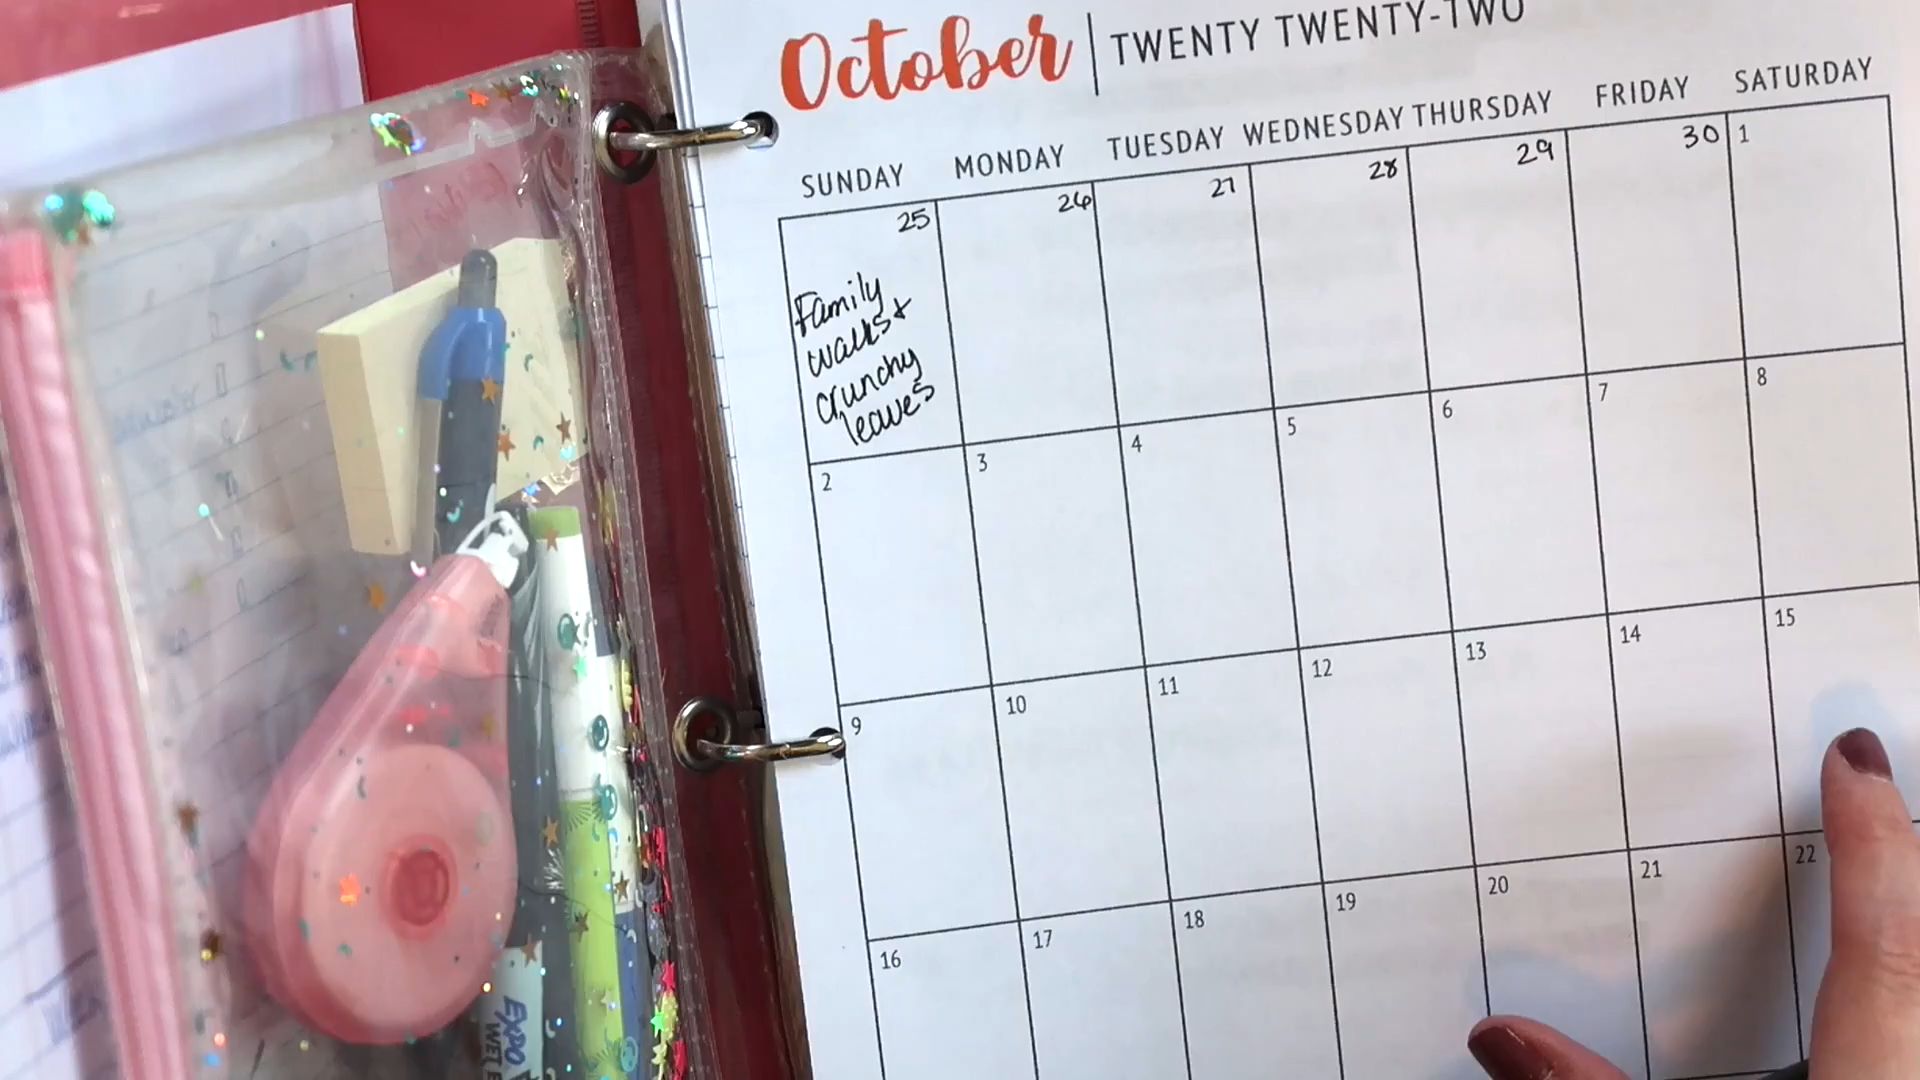 October | TWENTY TWENTY-TWO
SUNDAY MONDAY TUESDAY WEDNESDAY THURSDAY FRIDAY SATURDAY
25 26 27 28 29 30 1
Family
walks &
crunchy
leaves
2 3 4 5 6 7 8
9 10 11 12 13 14 15
16 17 18 19 20 21 22
EXPO
WET E